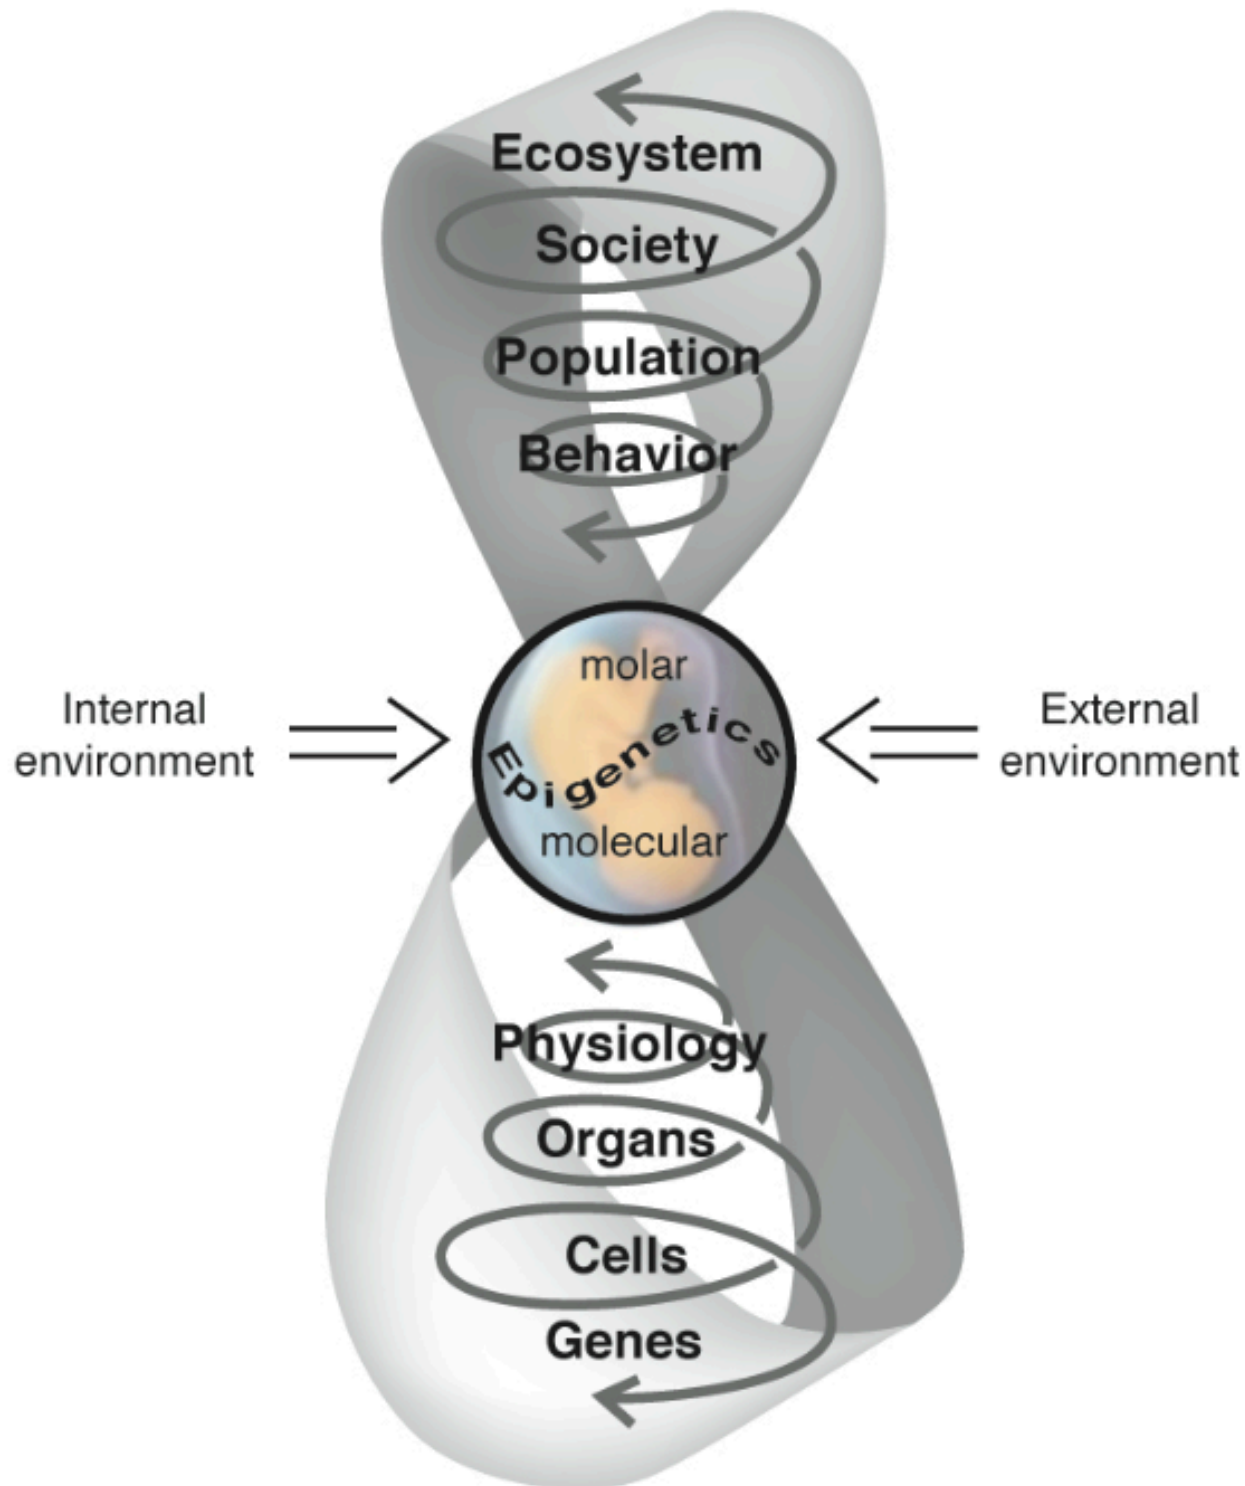 Ecosystem
Society
Population
Behavior
molar
Internal
environment
Epigenetics
External
environment
molecular
Physiology
Organs
Cells
Genes